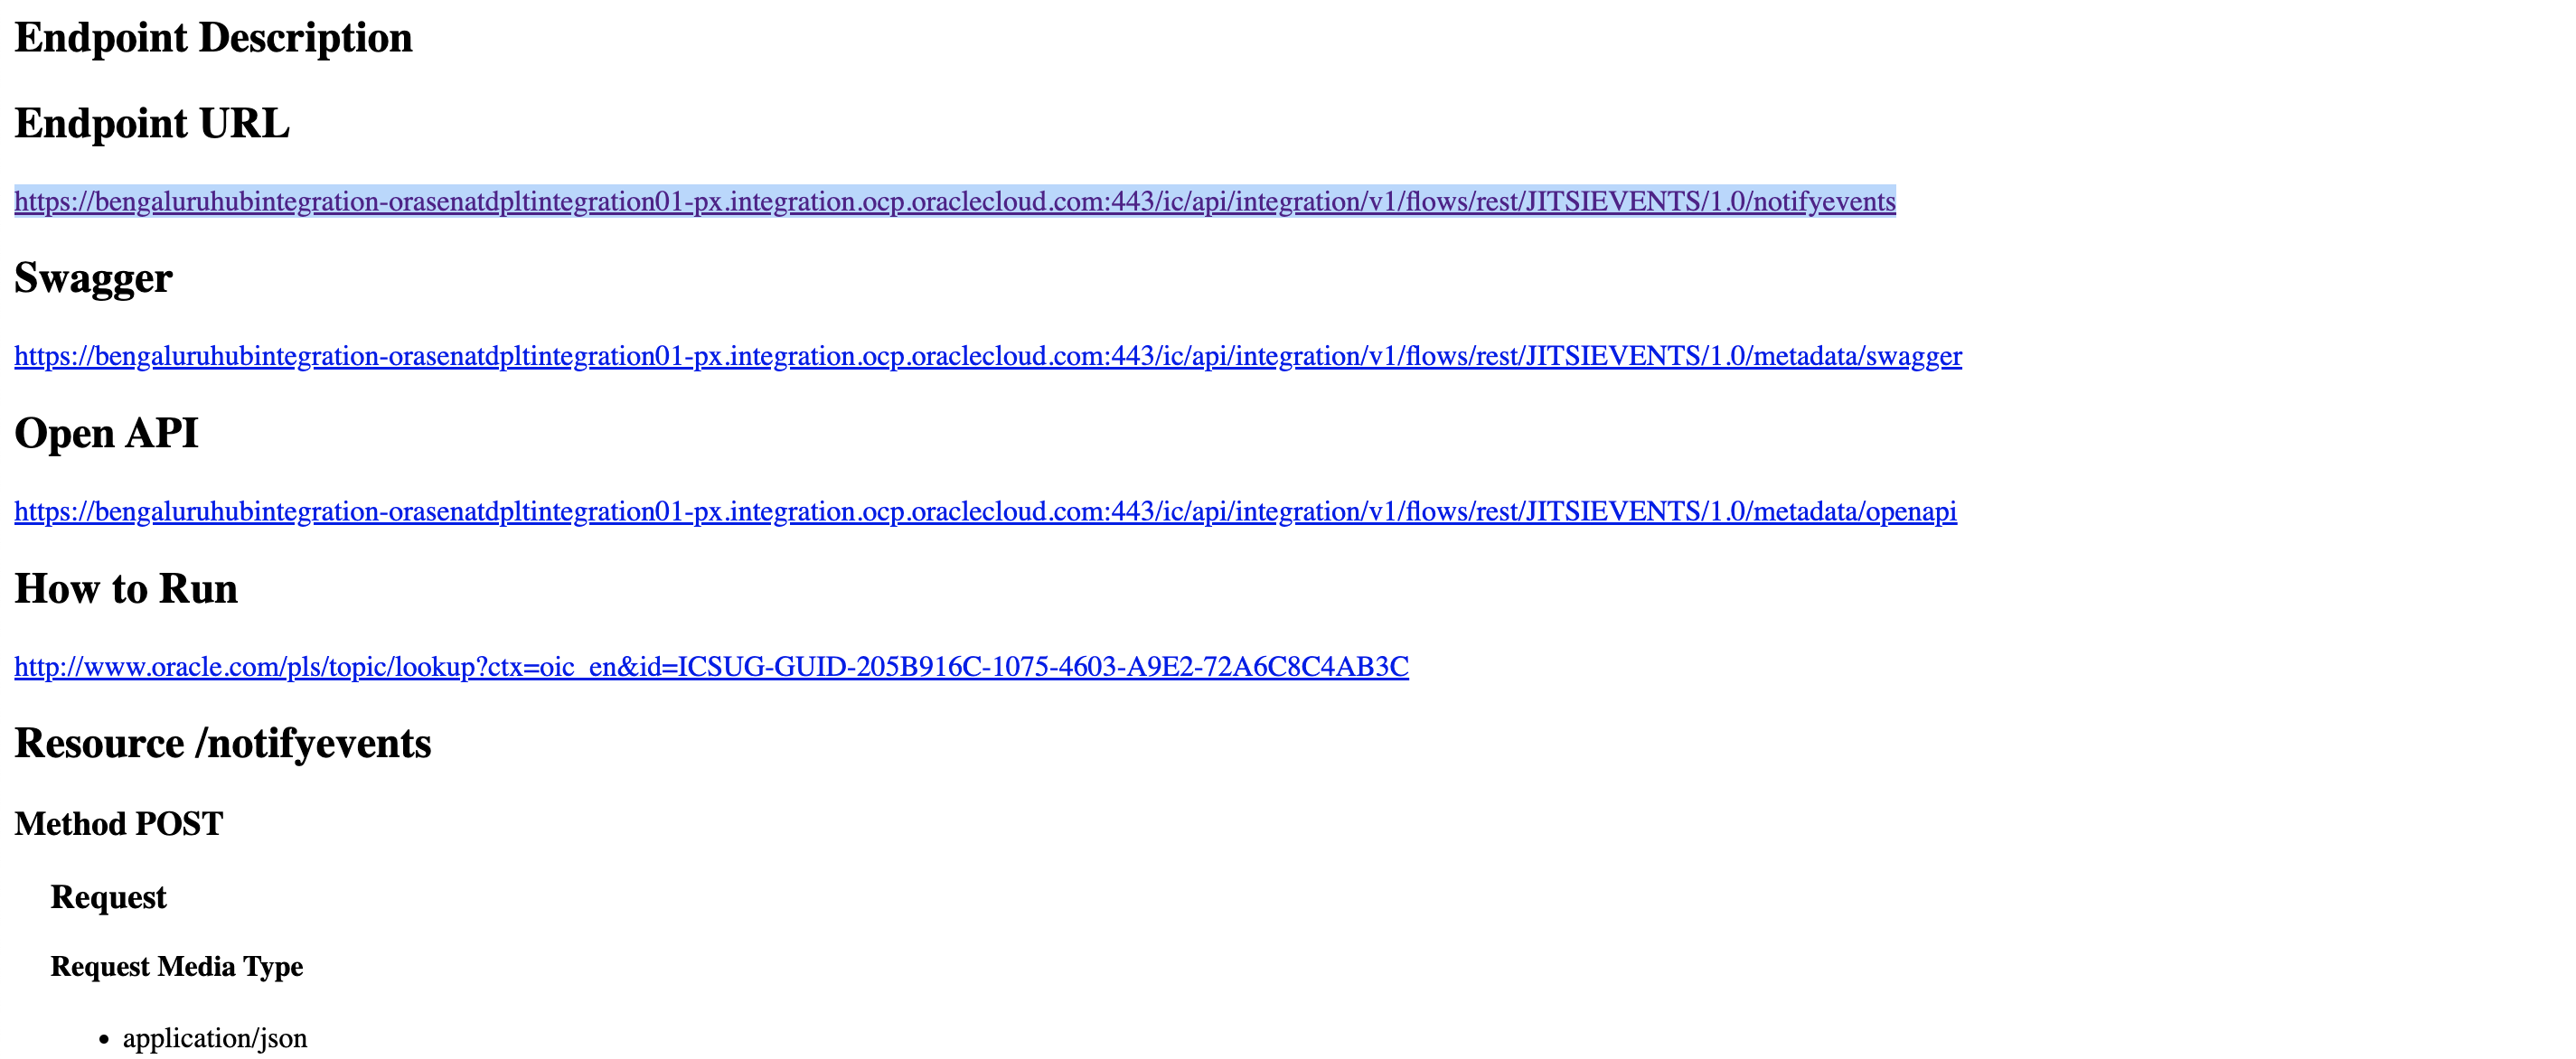 Endpoint Description
Endpoint URL
https://bengaluruhubintegration-orasenatdpltintegration01-px.integration.ocp.oraclecloud.com:443/ic/api/integration/v1/flows/rest/JITSIEVENTS/1.0/notifyevents
Swagger
https://bengaluruhubintegration-orasenatdpltintegration01-px.integration.ocp.oraclecloud.com:443/ic/api/integration/v1/flows/rest/JITSIEVENTS/1.0/metadata/swagger
Open API
https://bengaluruhubintegration-orasenatdpltintegration01-px.integration.ocp.oraclecloud.com:443/ic/api/integration/v1/flows/rest/JITSIEVENTS/1.0/metadata/openapi
How to Run
http://www.oracle.com/pls/topic/lookup?ctx=oic_en&id=ICSUG-GUID-205B916C-1075-4603-A9E2-72A6C8C4AB3C
Resource /notifyevents
Method POST
Request
Request Media Type
• application/json